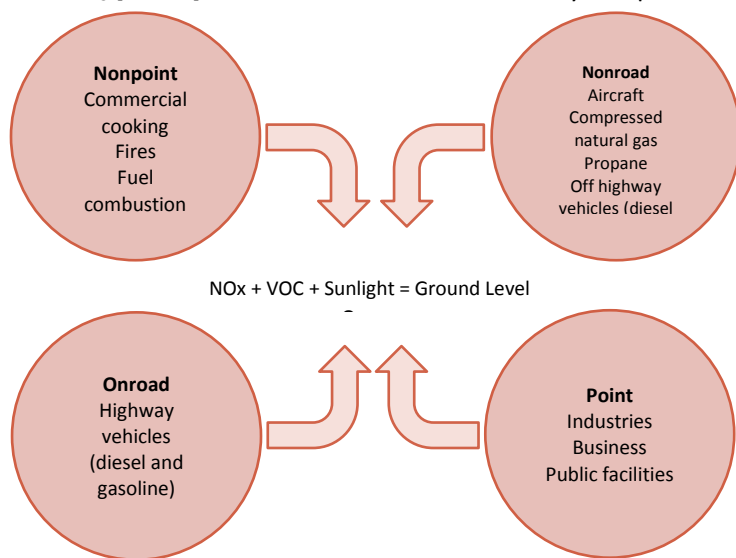 Nonpoint
Commercial
cooking
Fires
Fuel
combustion
Nonroad
Aircraft
Compressed
natural gas
Propane
Off highway
vehicles (diesel
NOx + VOC + Sunlight = Ground Level
Onroad
Highway
vehicles
(diesel and
gasoline)
Point
Industries
Business
Public facilities